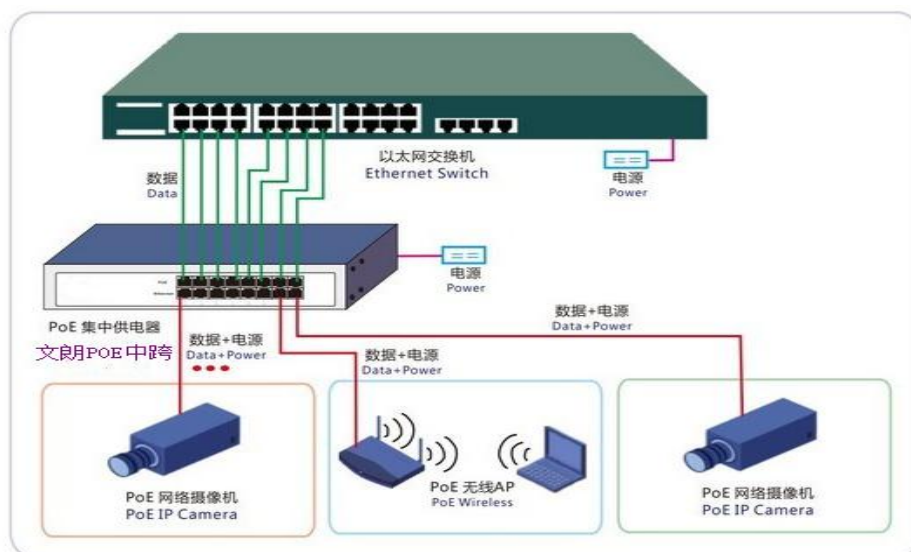 以太网交换机
Ethernet Switch
电源
Power
数据
Data
电源
Power
PoE
Ethernet
PoE 集中供电器
文朗POE中跨
数据+电源
Data+Power
数据+电源
Data+Power
数据+电源
Data+Power
PoE 网络摄像机
PoE IP Camera
PoE 无线AP
PoE Wireless
PoE 网络摄像机
PoE IP Camera